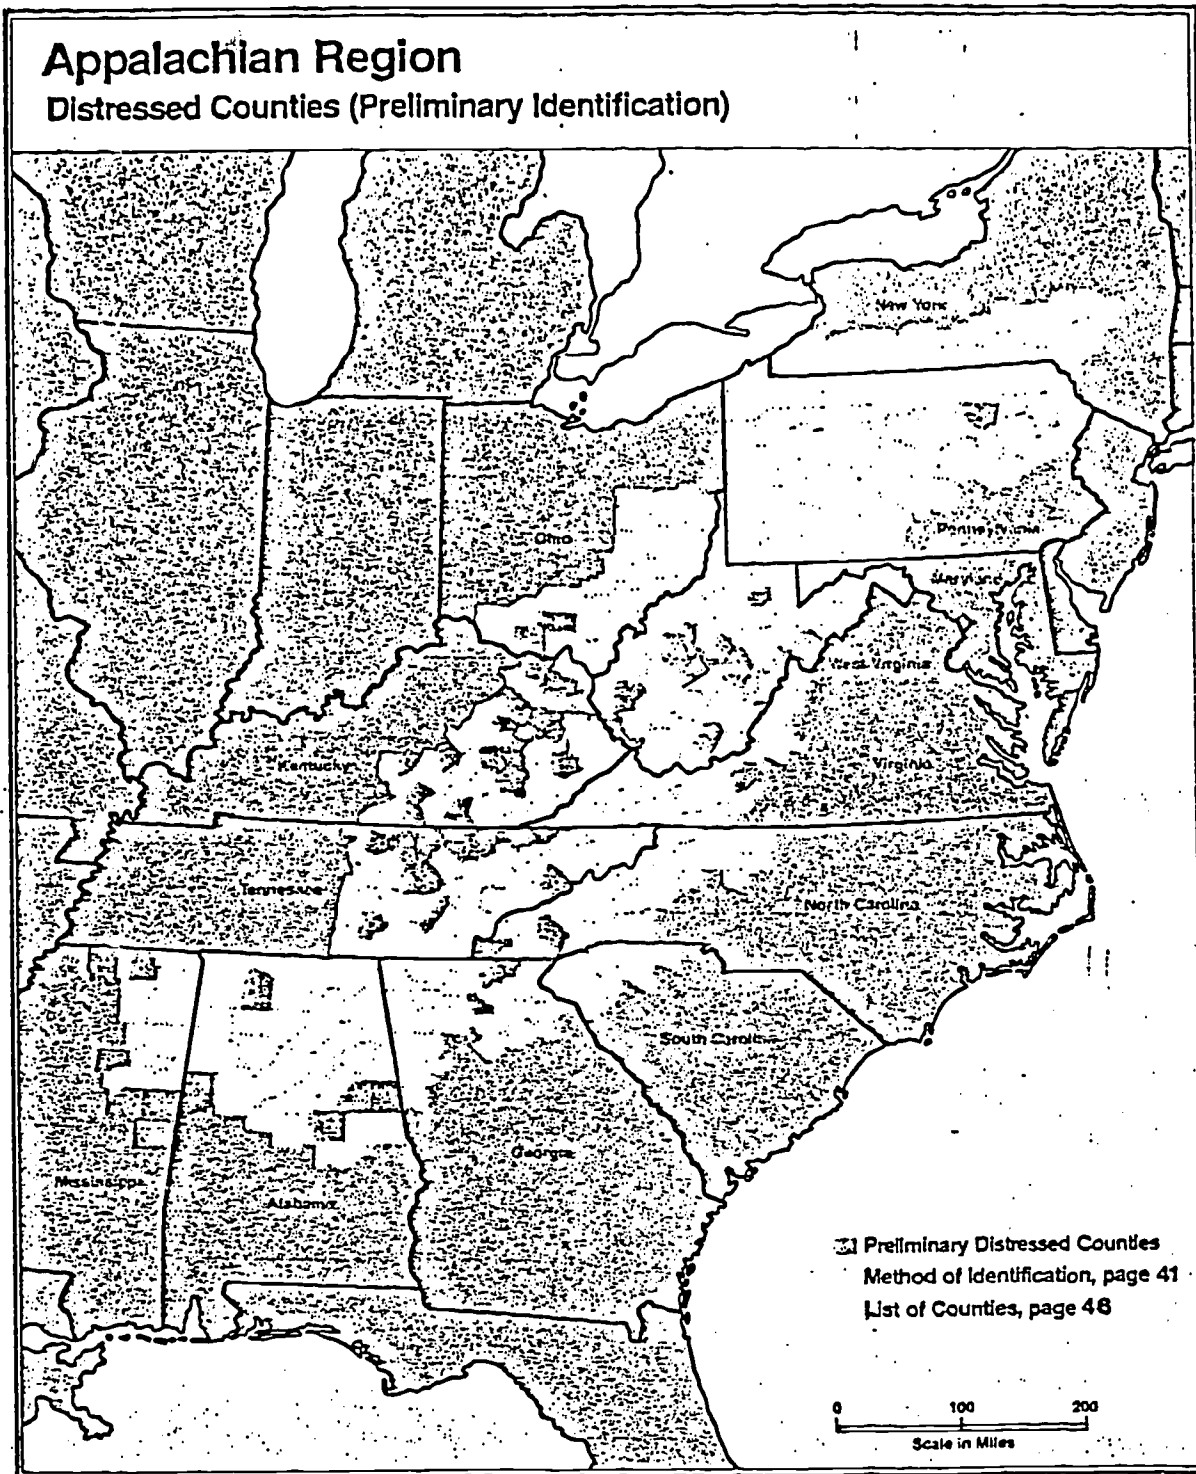 Appalachian Region
Distressed Counties (Preliminary Identification)
New York
Pennsylvania
Ohio
Maryland
West Virginia
Kentucky
Virginia
Tennessee
North Carolina
South Carolina
Georgia
Mississippi
Alabama
Preliminary Distressed Counties
Method of Identification, page 41
List of Counties, page 46
0 100 200
Scale in Miles